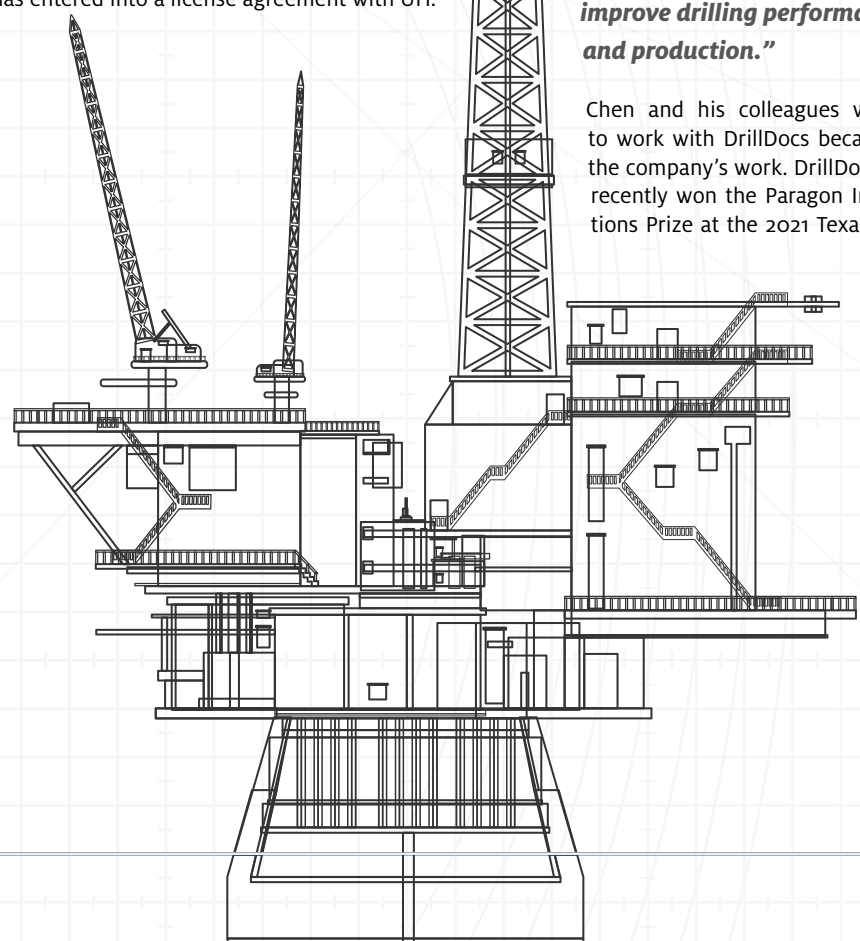 has entered into a license agreement with UH.
improve drilling performa
and production.”
Chen and his colleagues
to work with DrillDocs beca
the company’s work. DrillDo
recently won the Paragon In
tions Prize at the 2021 Texa